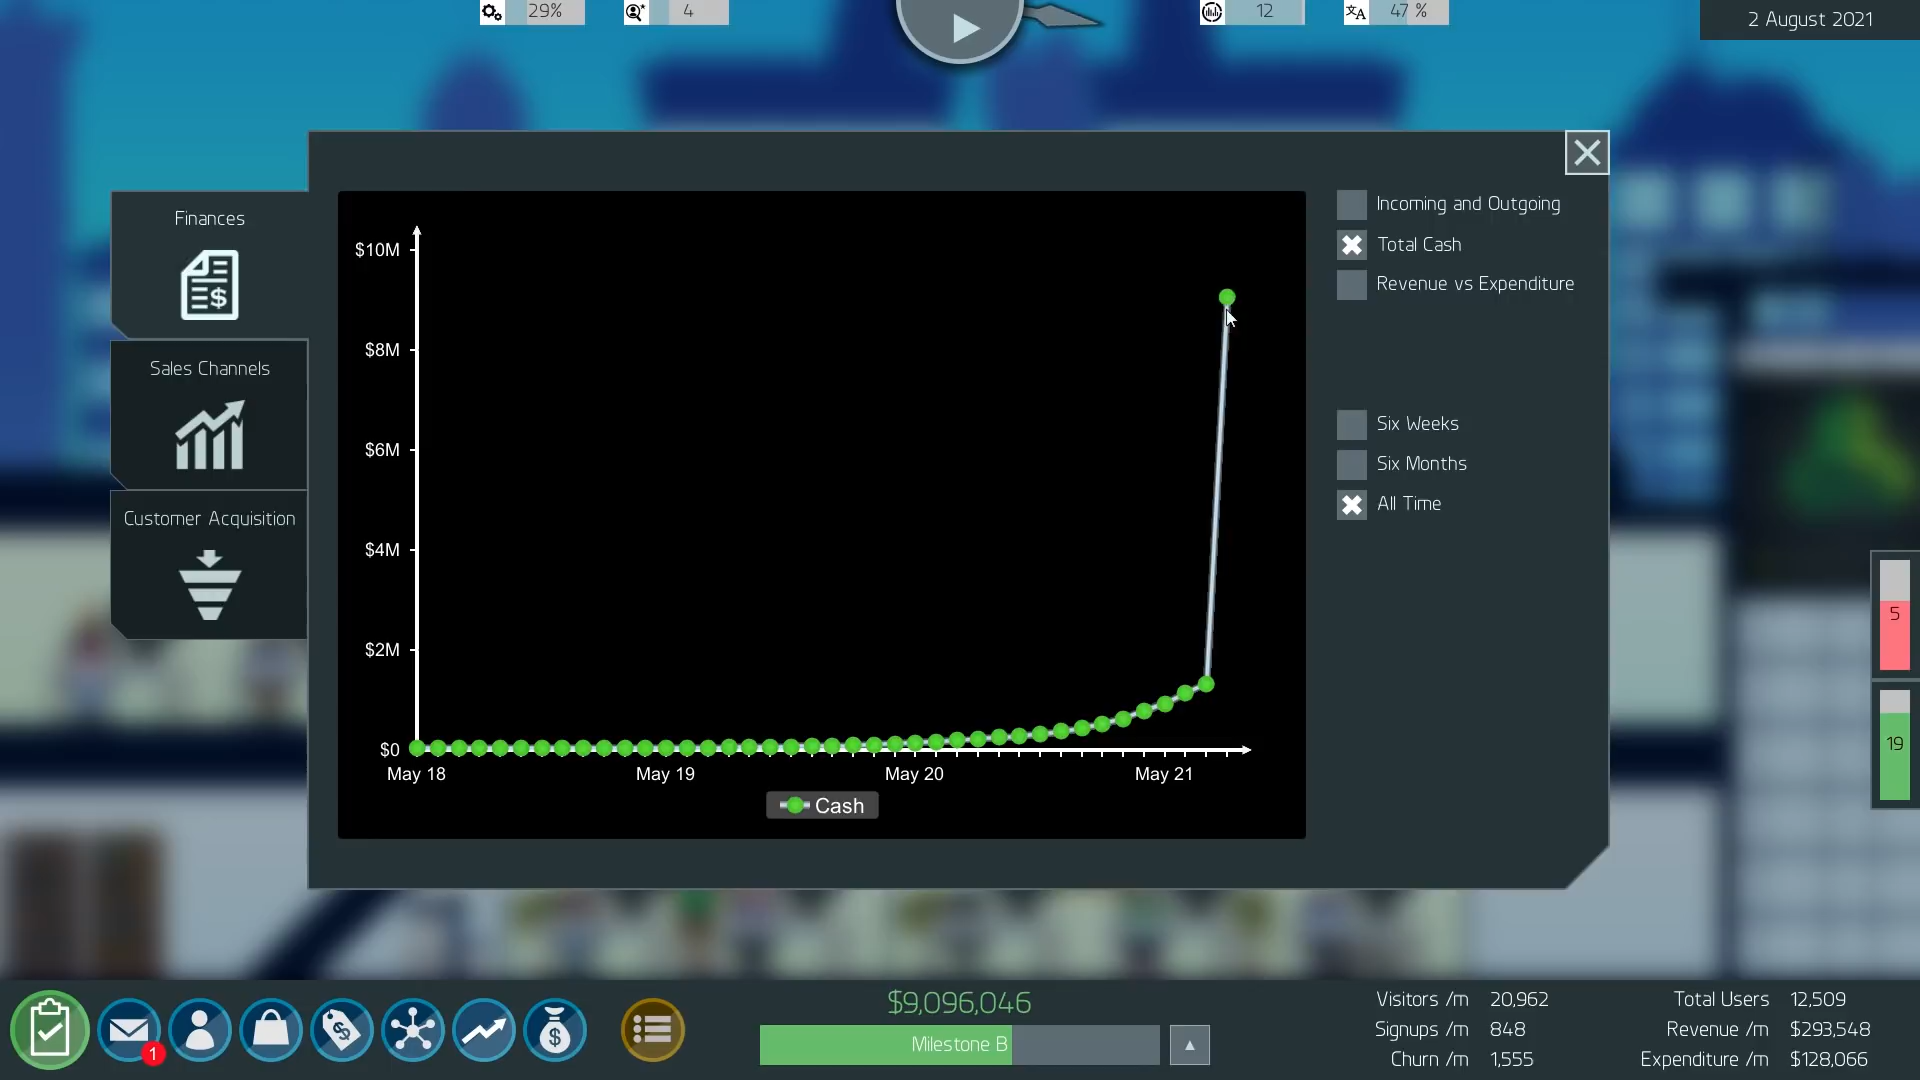 29%
4
12
47 %
2 August 2021
Finances
Sales Channels
Customer Acquisition
$10M
$8M
$6M
$4M
$2M
$0
May 18
May 19
May 20
May 21
Cash
Incoming and Outgoing
Total Cash
Revenue vs Expenditure
Six Weeks
Six Months
All Time
5
19
1
$9,096,046
Milestone B
Visitors /m 20,962
Signups /m 848
Churn /m 1,555
Total Users 12,509
Revenue /m $293,548
Expenditure /m $128,066